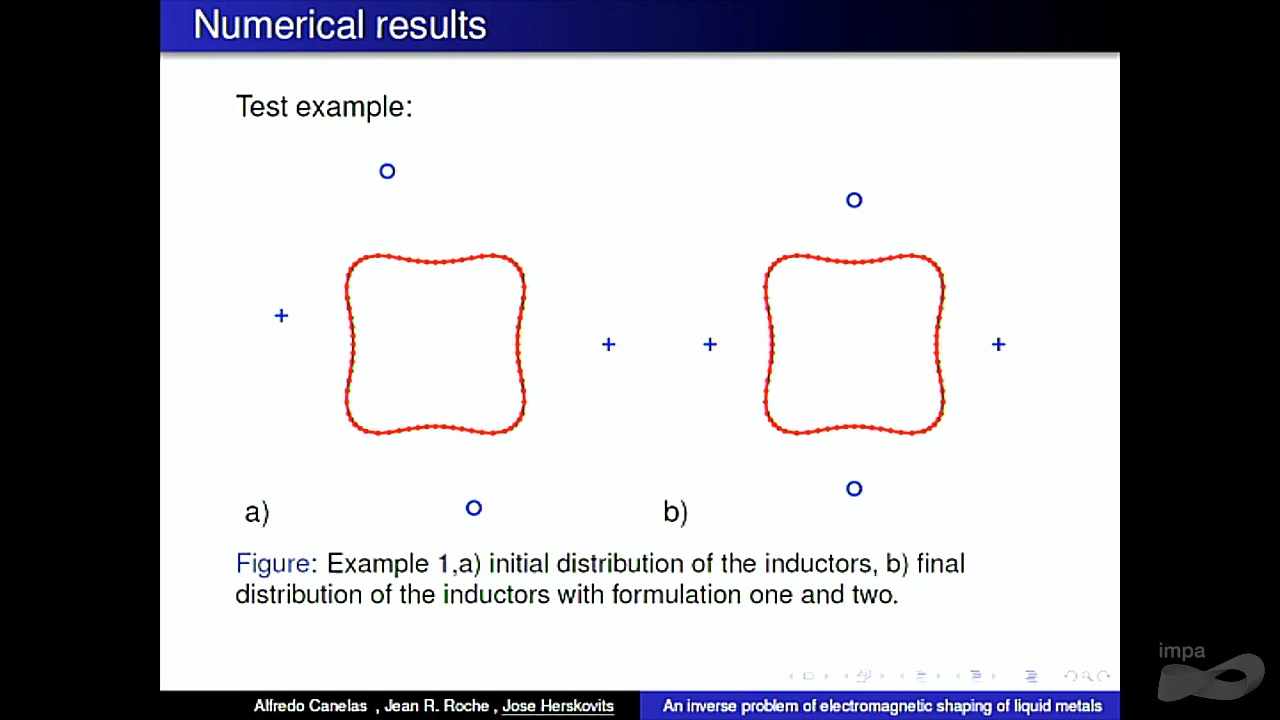 Numerical results
Test example:
a)
b)
Figure: Example 1,a) initial distribution of the inductors, b) final
distribution of the inductors with formulation one and two.
impa
Alfredo Canelas , Jean R. Roche , Jose Herskovits
An inverse problem of electromagnetic shaping of liquid metals